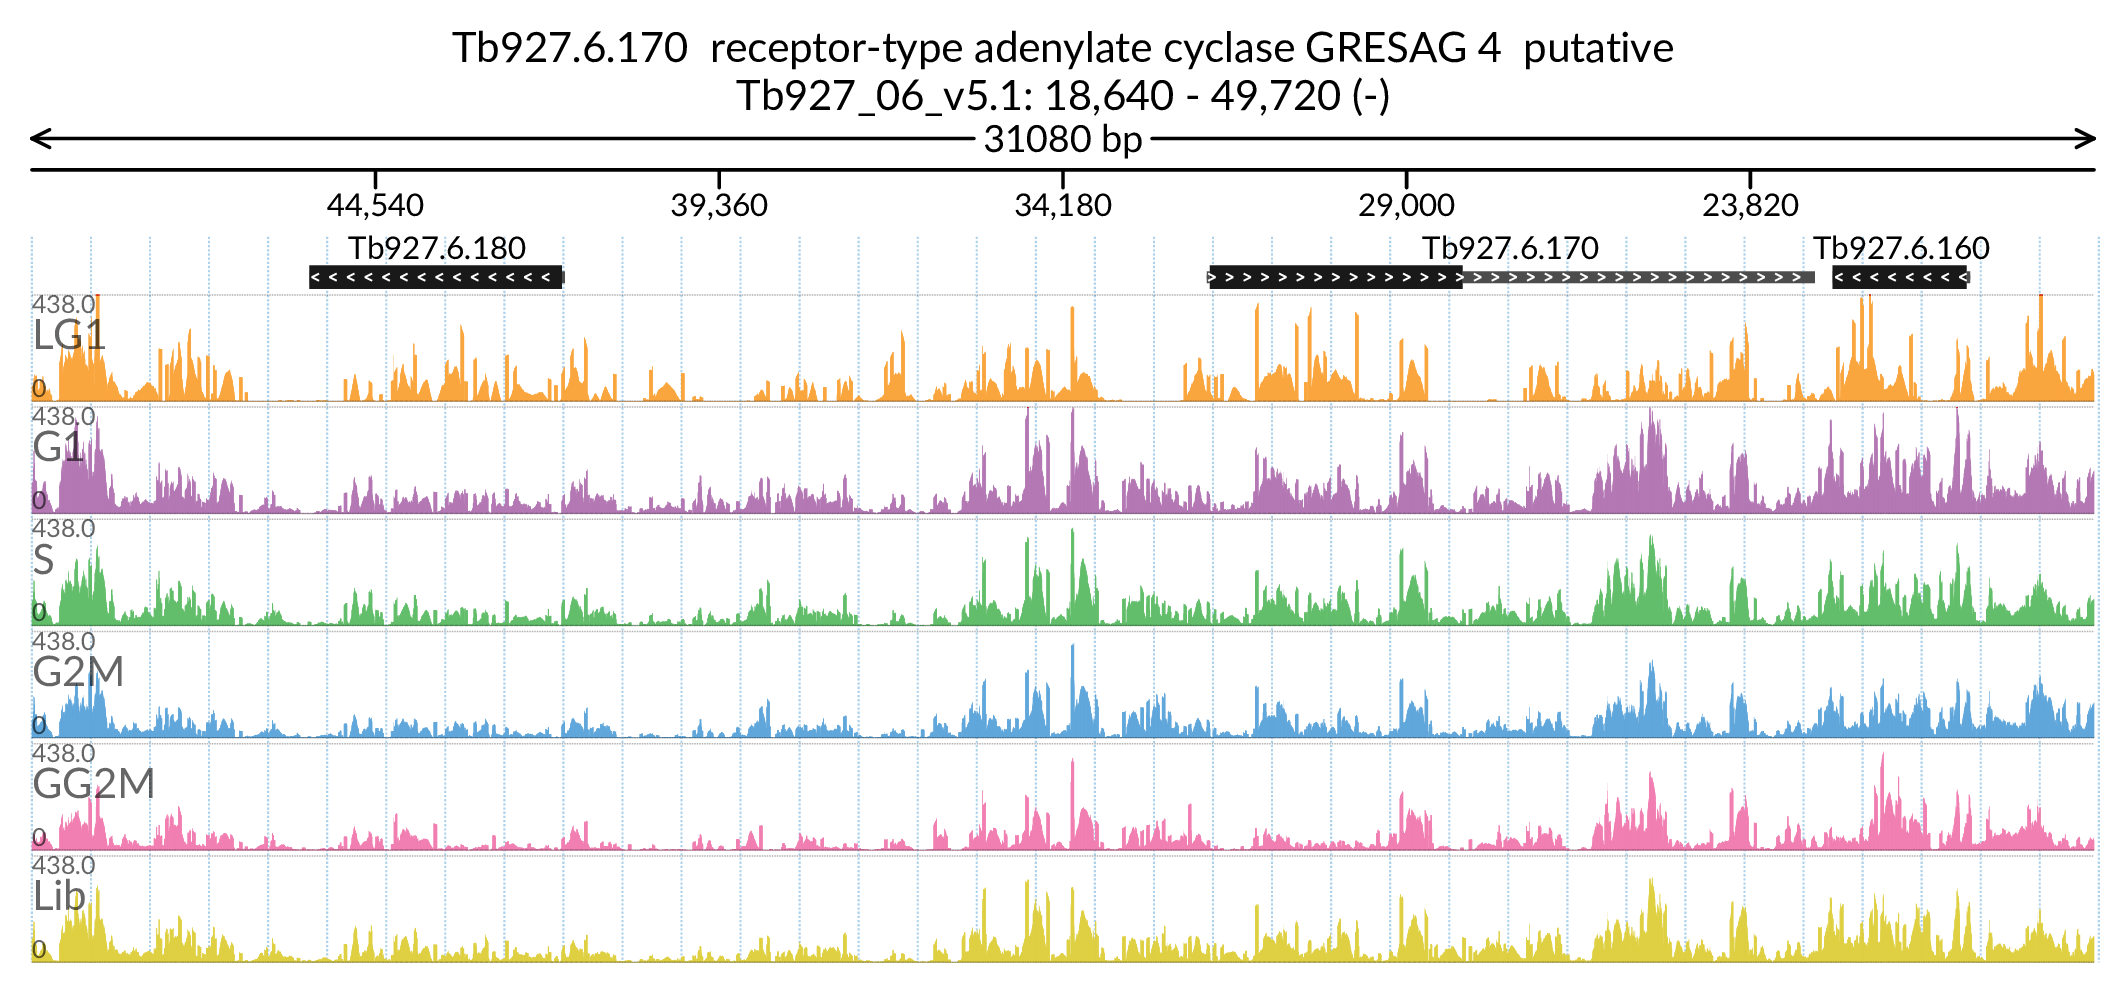 Tb927.6.170 receptor-type adenylate cyclase GRESAG 4 putative
Tb927_06_v5.1: 18,640 - 49,720 (-)
31080 bp
44,540 39,360 34,180 29,000 23,820
Tb927.6.180 Tb927.6.170 Tb927.6.160
438.0
LG1
0
438.0
G1
0
438.0
S
0
438.0
G2M
0
438.0
GG2M
0
438.0
Lib
0